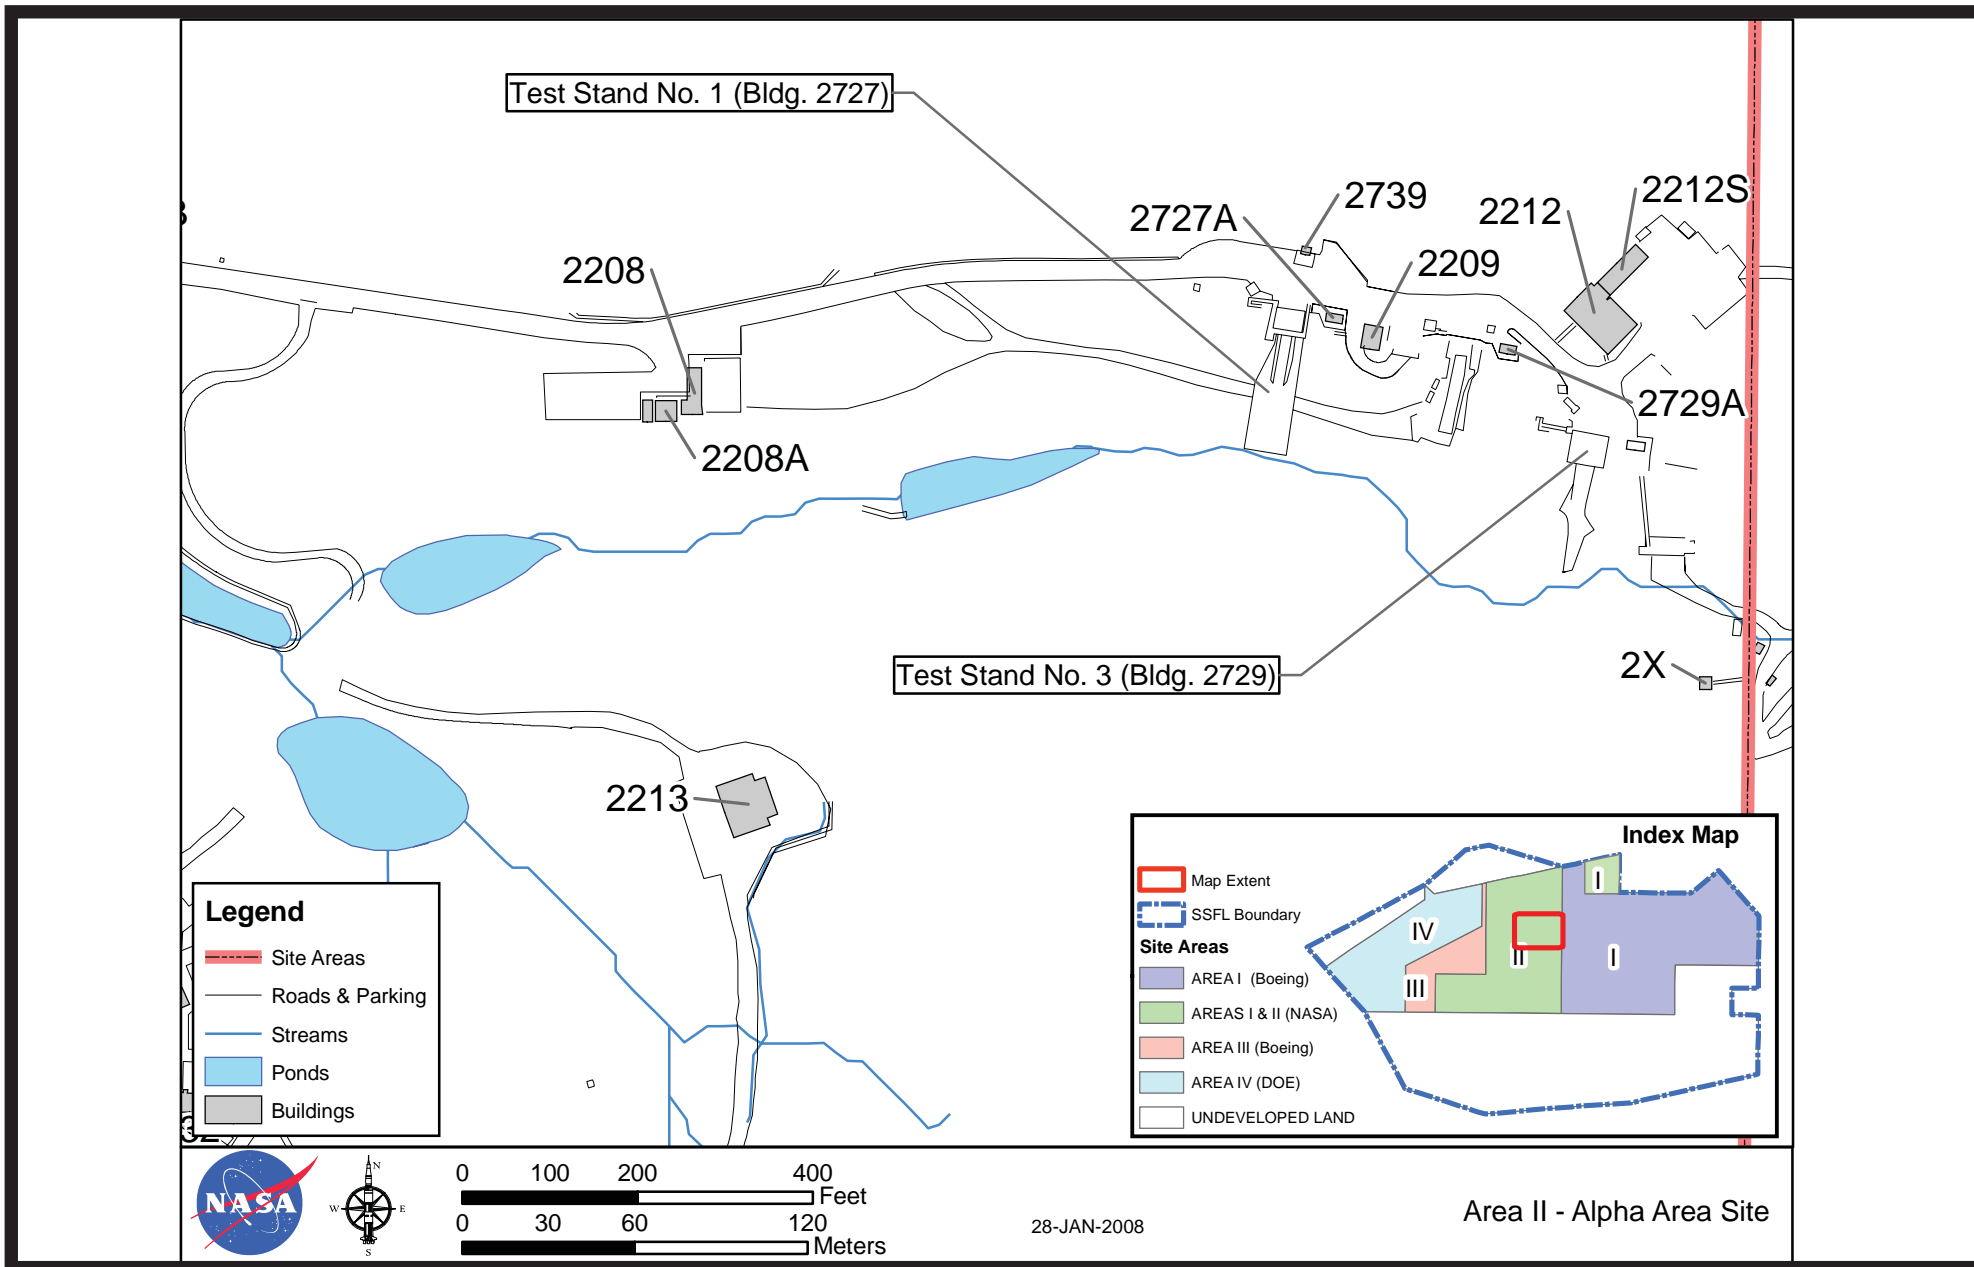 Test Stand No. 1 (Bldg. 2727)
2739
2727A
2212
2212S
2208
2209
2729A
2208A
Test Stand No. 3 (Bldg. 2729)
2X
2213
Legend
Site Areas
Roads & Parking
Streams
Ponds
Buildings
Index Map
Map Extent
SSFL Boundary
Site Areas
AREA I (Boeing)
AREAS I & II (NASA)
AREA III (Boeing)
AREA IV (DOE)
UNDEVELOPED LAND
I
IV
II
I
III
NASA
N
W E
S
0 100 200 400
Feet
0 30 60 120
Meters
28-JAN-2008
Area II - Alpha Area Site